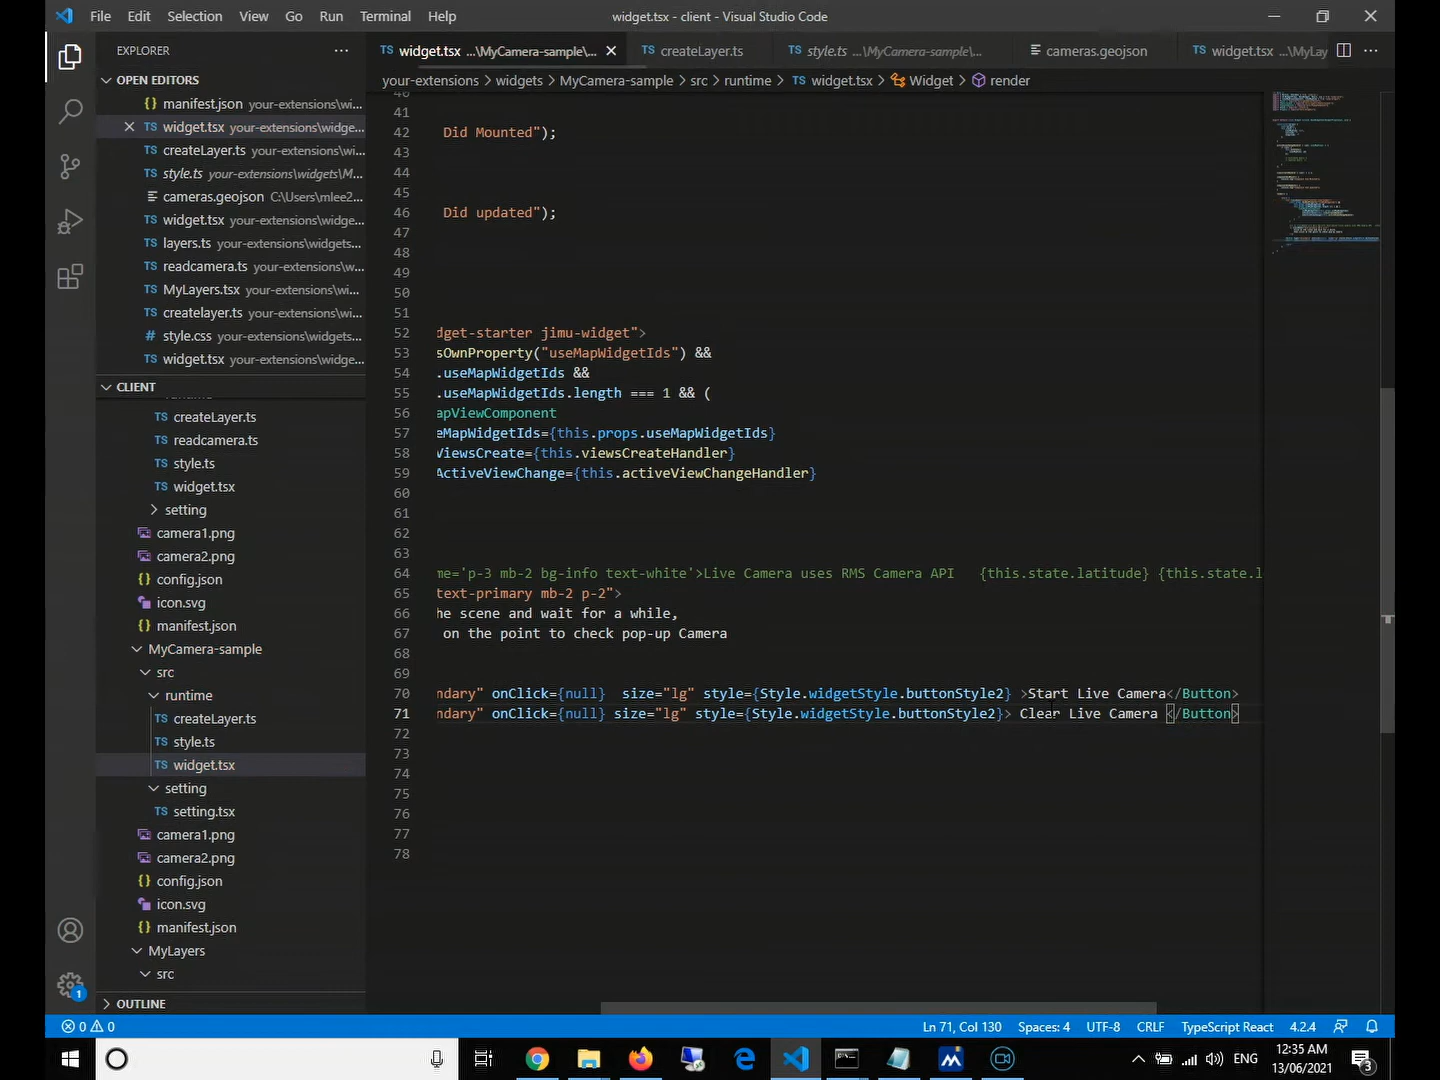 File Edit Selection View Go Run Terminal Help
widget.tsx - client - Visual Studio Code
EXPLORER
widget.tsx ...\MyCamera-sample\...
createLayer.ts
style.ts ...\MyCamera-sample\...
cameras.geojson
widget.tsx ...\MyLay
your-extensions > widgets > MyCamera-sample > src > runtime > TS widget.tsx > Widget > render
OPEN EDITORS
manifest.json your-extensions\wi...
TS widget.tsx your-extensions\widge...
TS createLayer.ts your-extensions\wi...
TS style.ts your-extensions\widgets\M...
cameras.geojson C:\Users\mlee2...
TS widget.tsx your-extensions\widge...
TS layers.ts your-extensions\widgets...
TS readcamera.ts your-extensions\w...
TS MyLayers.tsx your-extensions\wi...
TS createlayer.ts your-extensions\wi...
# style.css your-extensions\widgets...
TS widget.tsx your-extensions\widge...
CLIENT
TS createLayer.ts
TS readcamera.ts
TS style.ts
TS widget.tsx
setting
camera1.png
camera2.png
{} config.json
icon.svg
{} manifest.json
MyCamera-sample
src
runtime
TS createLayer.ts
TS style.ts
TS widget.tsx
setting
TS setting.tsx
camera1.png
camera2.png
{} config.json
icon.svg
{} manifest.json
MyLayers
src
OUTLINE
40
41
42 Did Mounted");
43
44
45
46 Did updated");
47
48
49
50
51
52 dget-starter jimu-widget">
53 sOwnProperty("useMapWidgetIds") &&
54 .useMapWidgetIds &&
55 .useMapWidgetIds.length === 1 && (
56 apViewComponent
57 eMapWidgetIds={this.props.useMapWidgetIds}
58 ViewsCreate={this.viewsCreateHandler}
59 ActiveViewChange={this.activeViewChangeHandler}
60
61
62
63
64 me='p-3 mb-2 bg-info text-white'>Live Camera uses RMS Camera API {this.state.latitude} {this.state.l
65 text-primary mb-2 p-2">
66 he scene and wait for a while,
67 on the point to check pop-up Camera
68
69
70 ndary" onClick={null} size="lg" style={Style.widgetStyle.buttonStyle2} >Start Live Camera</Button>
71 ndary" onClick={null} size="lg" style={Style.widgetStyle.buttonStyle2}> Clear Live Camera </Button>
72
73
74
75
76
77
78
0 0 Ln 71, Col 130 Spaces: 4 UTF-8 CRLF TypeScript React 4.2.4
1
ENG
12:35 AM
13/06/2021
3